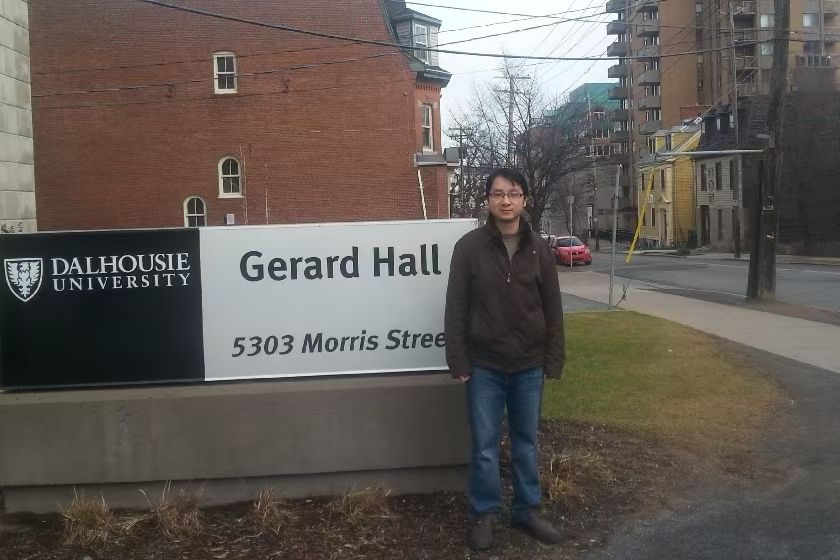 DALHOUSIE
UNIVERSITY
Gerard Hall
5303 Morris Stree